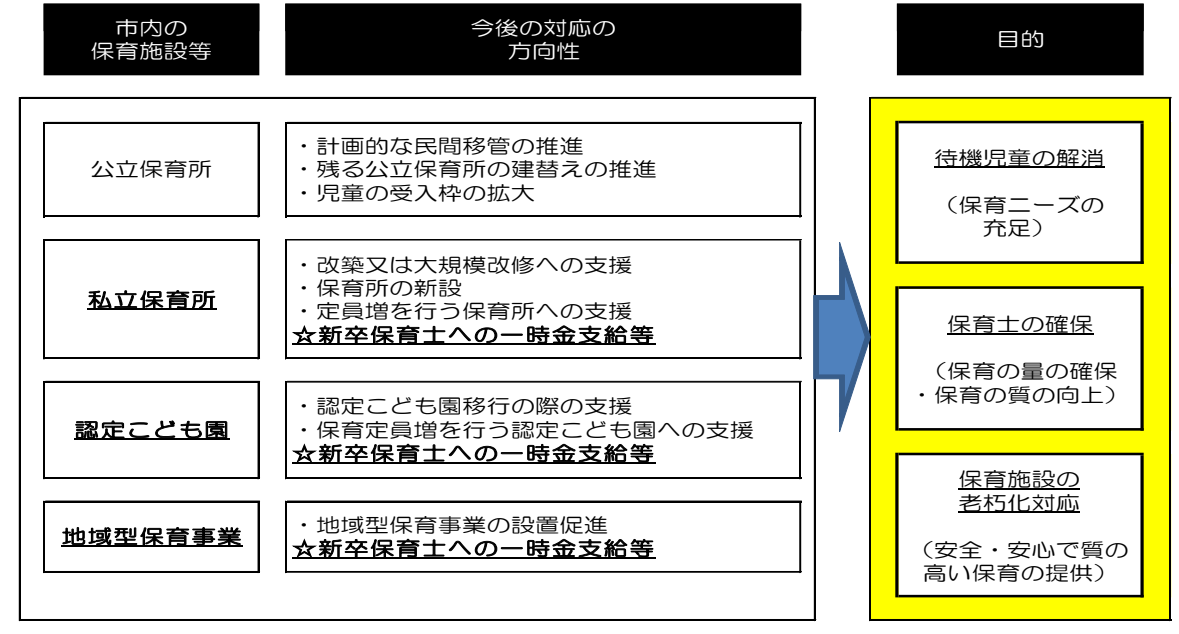 市内の
保育施設等
今後の対応の
方向性
目的
公立保育所
・計画的な民間移管の推進
・残る公立保育所の建替えの推進
・児童の受入枠の拡大
私立保育所
・改築又は大規模改修への支援
・保育所の新設
・定員増を行う保育所への支援
☆新卒保育士への一時金支給等
認定こども園
・認定こども園移行の際の支援
・保育定員増を行う認定こども園への支援
☆新卒保育士への一時金支給等
地域型保育事業
・地域型保育事業の設置促進
☆新卒保育士への一時金支給等
待機児童の解消
（保育ニーズの
充足）
保育士の確保
（保育の量の確保
・保育の質の向上）
保育施設の
老朽化対応
（安全・安心で質の
高い保育の提供）